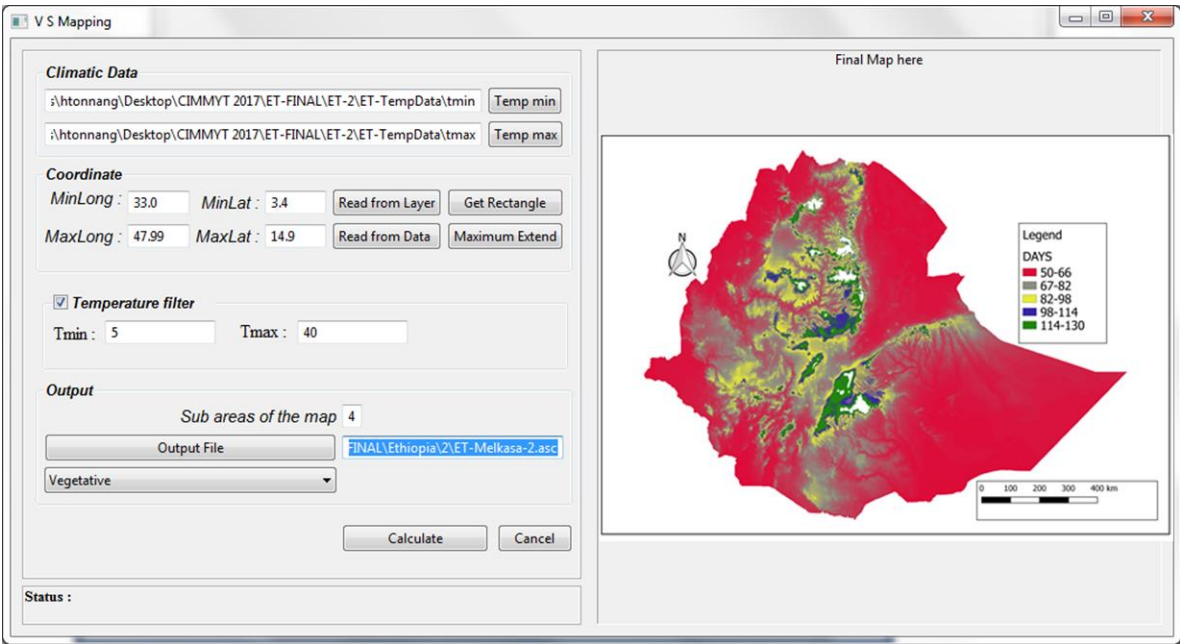 V S Mapping
Climatic Data
:\htonnang\Desktop\CIMMYT 2017\ET-FINAL\ET-2\ET-TempData\tmin Temp min
:\htonnang\Desktop\CIMMYT 2017\ET-FINAL\ET-2\ET-TempData\tmax Temp max
Coordinate
MinLong : 33.0 MinLat : 3.4 Read from Layer Get Rectangle
MaxLong : 47.99 MaxLat : 14.9 Read from Data Maximum Extend
Temperature filter
Tmin : 5 Tmax : 40
Output
Sub areas of the map 4
Output File FINAL\Ethiopia\2\ET-Melkasa-2.asc
Vegetative
Calculate Cancel
Status :
Final Map here
N
Legend
DAYS
50-66
67-82
82-98
98-114
114-130
0 100 200 300 400 km